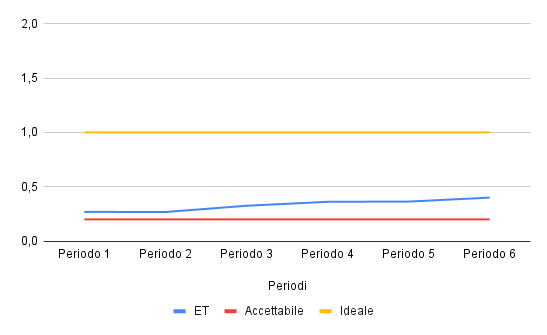 2,0
1,5
1,0
0,5
0,0
Periodo 1 Periodo 2 Periodo 3 Periodo 4 Periodo 5 Periodo 6
Periodi
ET Accettabile Ideale